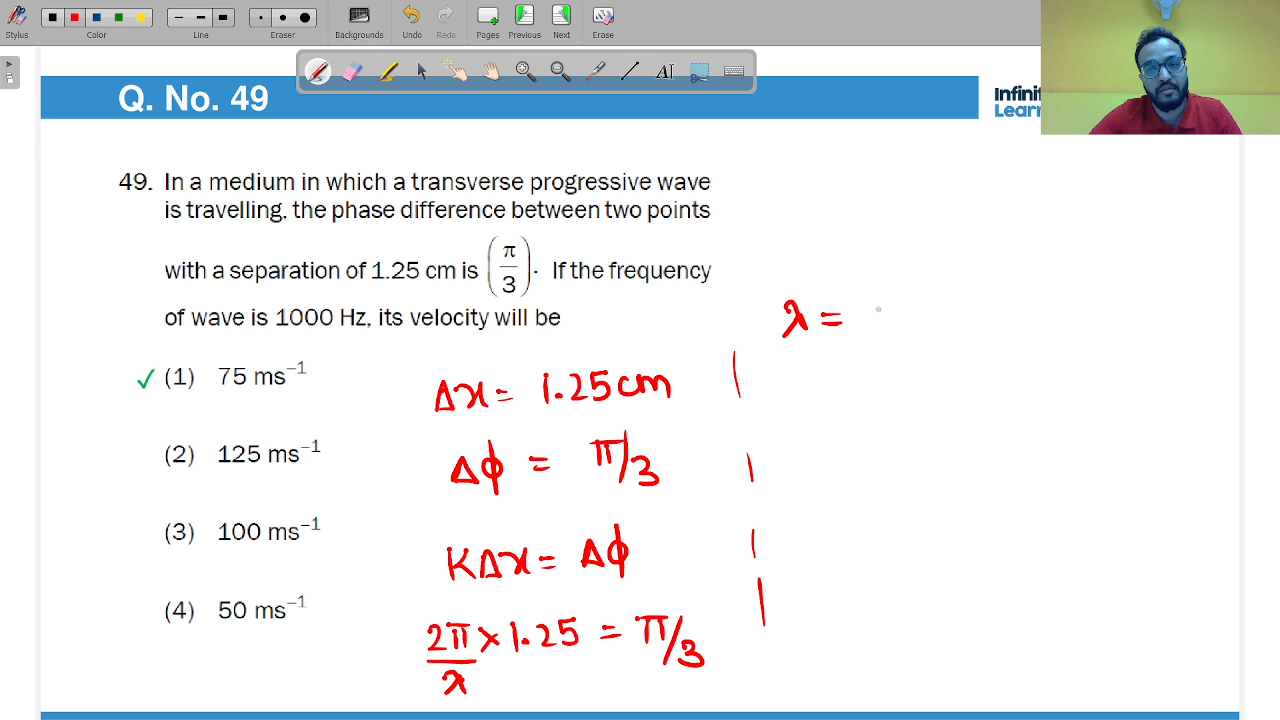 Stylus
Color
Line
Eraser
Backgrounds
Undo
Redo
Pages
Previous
Next
Erase
Q. No. 49
Infinit
Lear
49. In a medium in which a transverse progressive wave
is travelling, the phase difference between two points
with a separation of 1.25 cm is (π/3). If the frequency
of wave is 1000 Hz, its velocity will be
λ =
✓ (1) 75 ms⁻¹
Δx = 1.25 cm
(2) 125 ms⁻¹
Δϕ = π/3
(3) 100 ms⁻¹
KΔx = Δϕ
(4) 50 ms⁻¹
2π/λ × 1.25 = π/3